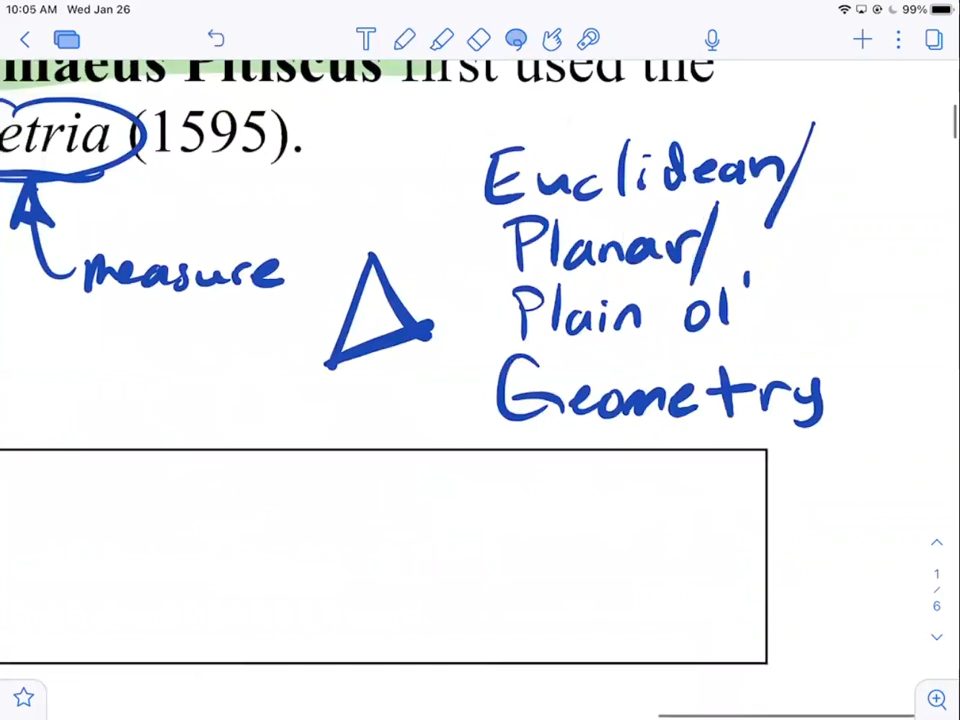 10:05 AM Wed Jan 26
99%
maeus Pitiscus first used the
etria (1595).
Euclidean/
Planar/
measure
Plain ol'
Geometry
1
/
6